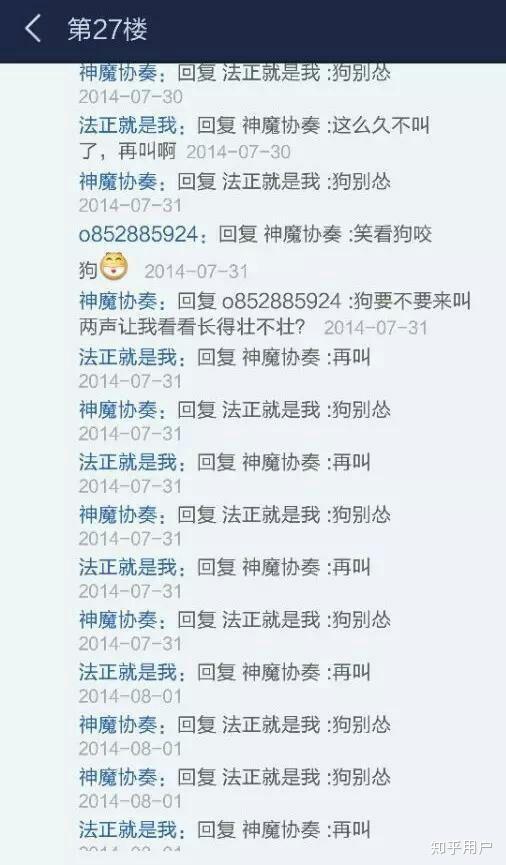 第27楼
神魔协奏：回复 法正就是我 :狗别怂
2014-07-30
法正就是我：回复 神魔协奏 :这么久不叫
了，再叫啊 2014-07-30
神魔协奏：回复 法正就是我 :狗别怂
2014-07-31
o852885924：回复 神魔协奏 :笑看狗咬
狗 2014-07-31
神魔协奏：回复 o852885924 :狗要不要来叫
两声让我看看长得壮不壮？ 2014-07-31
法正就是我：回复 神魔协奏 :再叫
2014-07-31
神魔协奏：回复 法正就是我 :狗别怂
2014-07-31
法正就是我：回复 神魔协奏 :再叫
2014-07-31
神魔协奏：回复 法正就是我 :狗别怂
2014-07-31
法正就是我：回复 神魔协奏 :再叫
2014-07-31
神魔协奏：回复 法正就是我 :狗别怂
2014-07-31
法正就是我：回复 神魔协奏 :再叫
2014-08-01
神魔协奏：回复 法正就是我 :狗别怂
2014-08-01
神魔协奏：回复 法正就是我 :狗别怂
2014-08-01
法正就是我：回复 神魔协奏 :再叫
2014-08-01
知乎用户